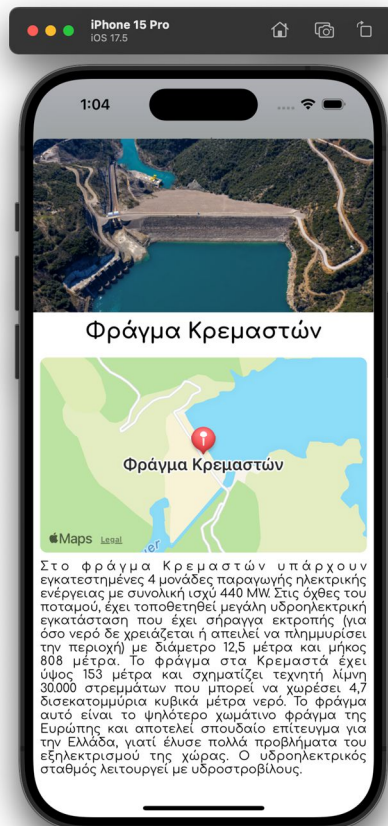 iPhone 15 Pro
iOS 17.5
1:04
Φράγμα Κρεμαστών
Φράγμα Κρεμαστών
Maps Legal
er
Στο φράγμα Κρεμαστών υπάρχουν
εγκατεστημένες 4 μονάδες παραγωγής ηλεκτρικής
ενέργειας με συνολική ισχύ 440 MW. Στις όχθες του
ποταμού, έχει τοποθετηθεί μεγάλη υδροηλεκτρική
εγκατάσταση που έχει σήραγγα εκτροπής (για
όσο νερό δε χρειάζεται ή απειλεί να πλημμυρίσει
την περιοχή) με διάμετρο 12,5 μέτρα και μήκος
808 μέτρα. Το φράγμα στα Κρεμαστά έχει
ύψος 153 μέτρα και σχηματίζει τεχνητή λίμνη
30.000 στρεμμάτων που μπορεί να χωρέσει 4,7
δισεκατομμύρια κυβικά μέτρα νερό. Το φράγμα
αυτό είναι το ψηλότερο χωμάτινο φράγμα της
Ευρώπης και αποτελεί σπουδαίο επίτευγμα για
την Ελλάδα, γιατί έλυσε πολλά προβλήματα του
εξηλεκτρισμού της χώρας. Ο υδροηλεκτρικός
σταθμός λειτουργεί με υδροστροβίλους.